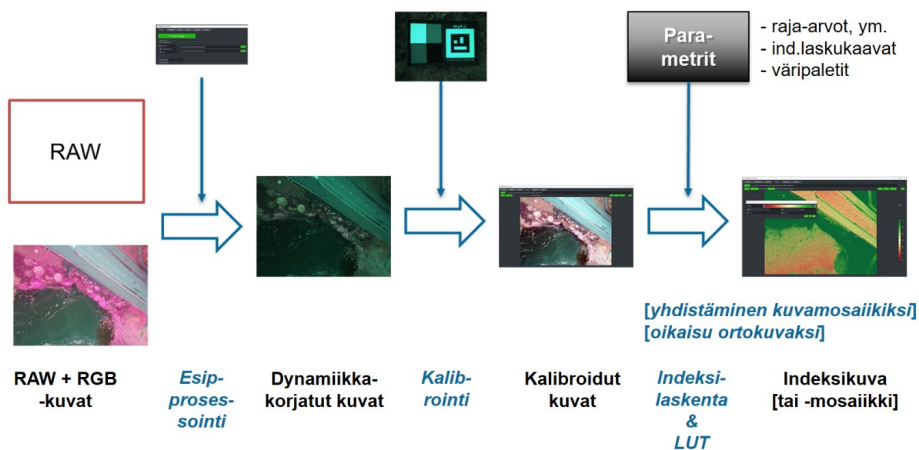 Para-
metrit
- raja-arvot, ym.
- ind.laskukaavat
- väripaletit
RAW
[yhdistäminen kuvamosaiikiksi]
[oikaisu ortokuvaksi]
RAW + RGB
-kuvat
Esip-
proses-
sointi
Dynamiikka-
korjatut kuvat
Kalib-
rointi
Kalibroidut
kuvat
Indeksi-
laskenta
&
LUT
Indeksikuva
[tai -mosaiikki]